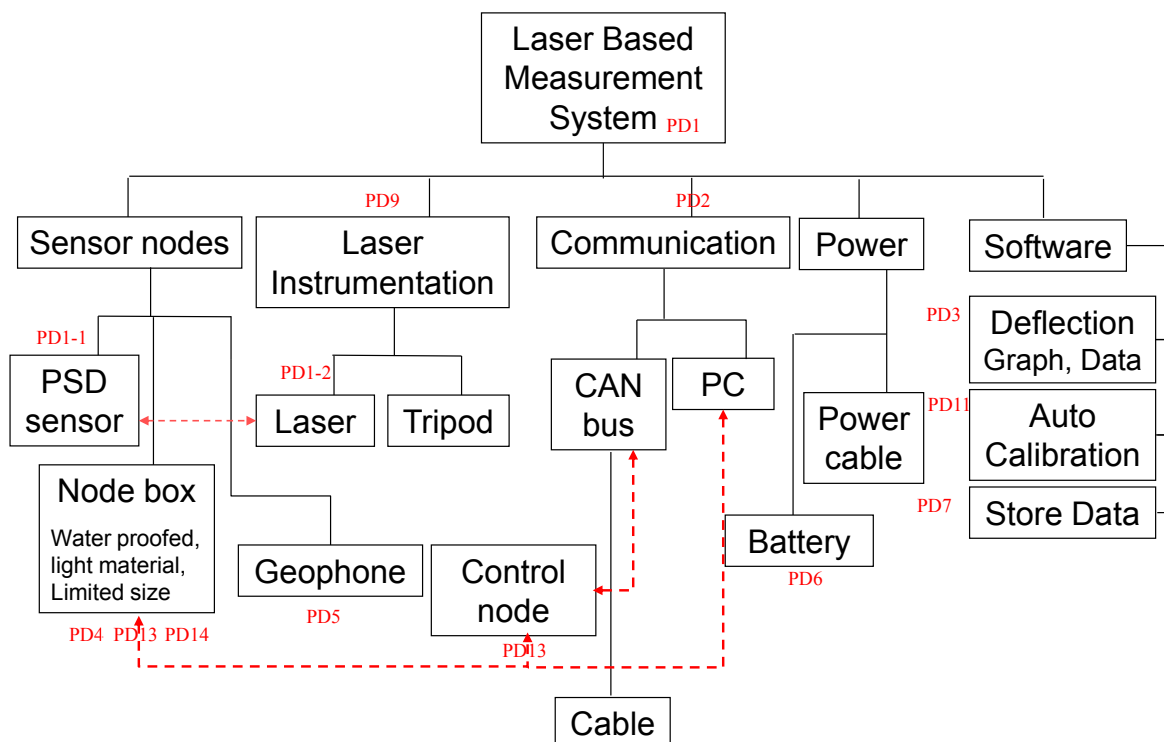 Laser Based
Measurement
System PD1
PD9
PD2
Sensor nodes
Laser
Instrumentation
Communication
Power
Software
PD1-1
PSD
sensor
PD1-2
Laser
Tripod
CAN
bus
PC
Power
cable
PD3
Deflection
Graph, Data
PD11
Auto
Calibration
PD7
Store Data
Node box
Water proofed,
light material,
Limited size
PD4 PD13 PD14
Geophone
PD5
Control
node
PD13
Battery
PD6
Cable